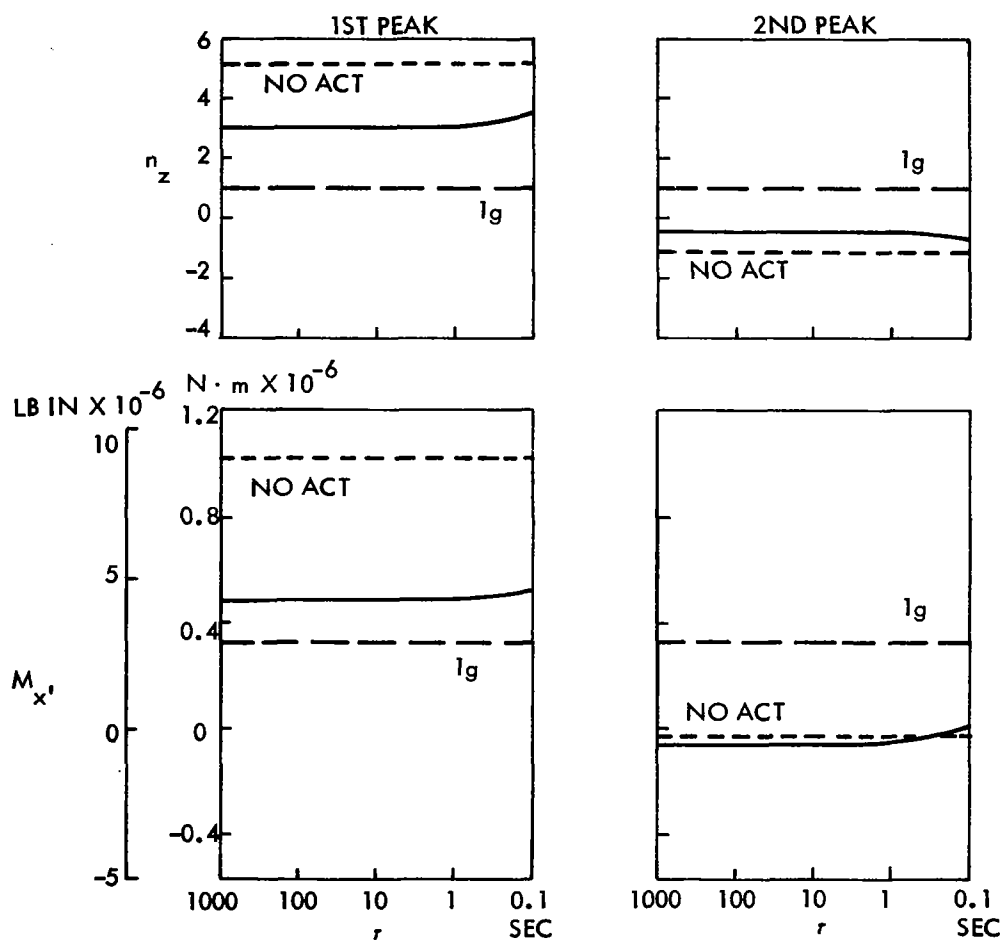 1ST PEAK
2ND PEAK
6
4
2
0
-2
-4
n_z
NO ACT
1g
1g
NO ACT
LB IN X 10^-6
N · m X 10^-6
10
5
0
-5
M_x'
1.2
0.8
0.4
0
-0.4
NO ACT
1g
1g
NO ACT
1000 100 10 1 0.1
τ SEC
1000 100 10 1 0.1
τ SEC